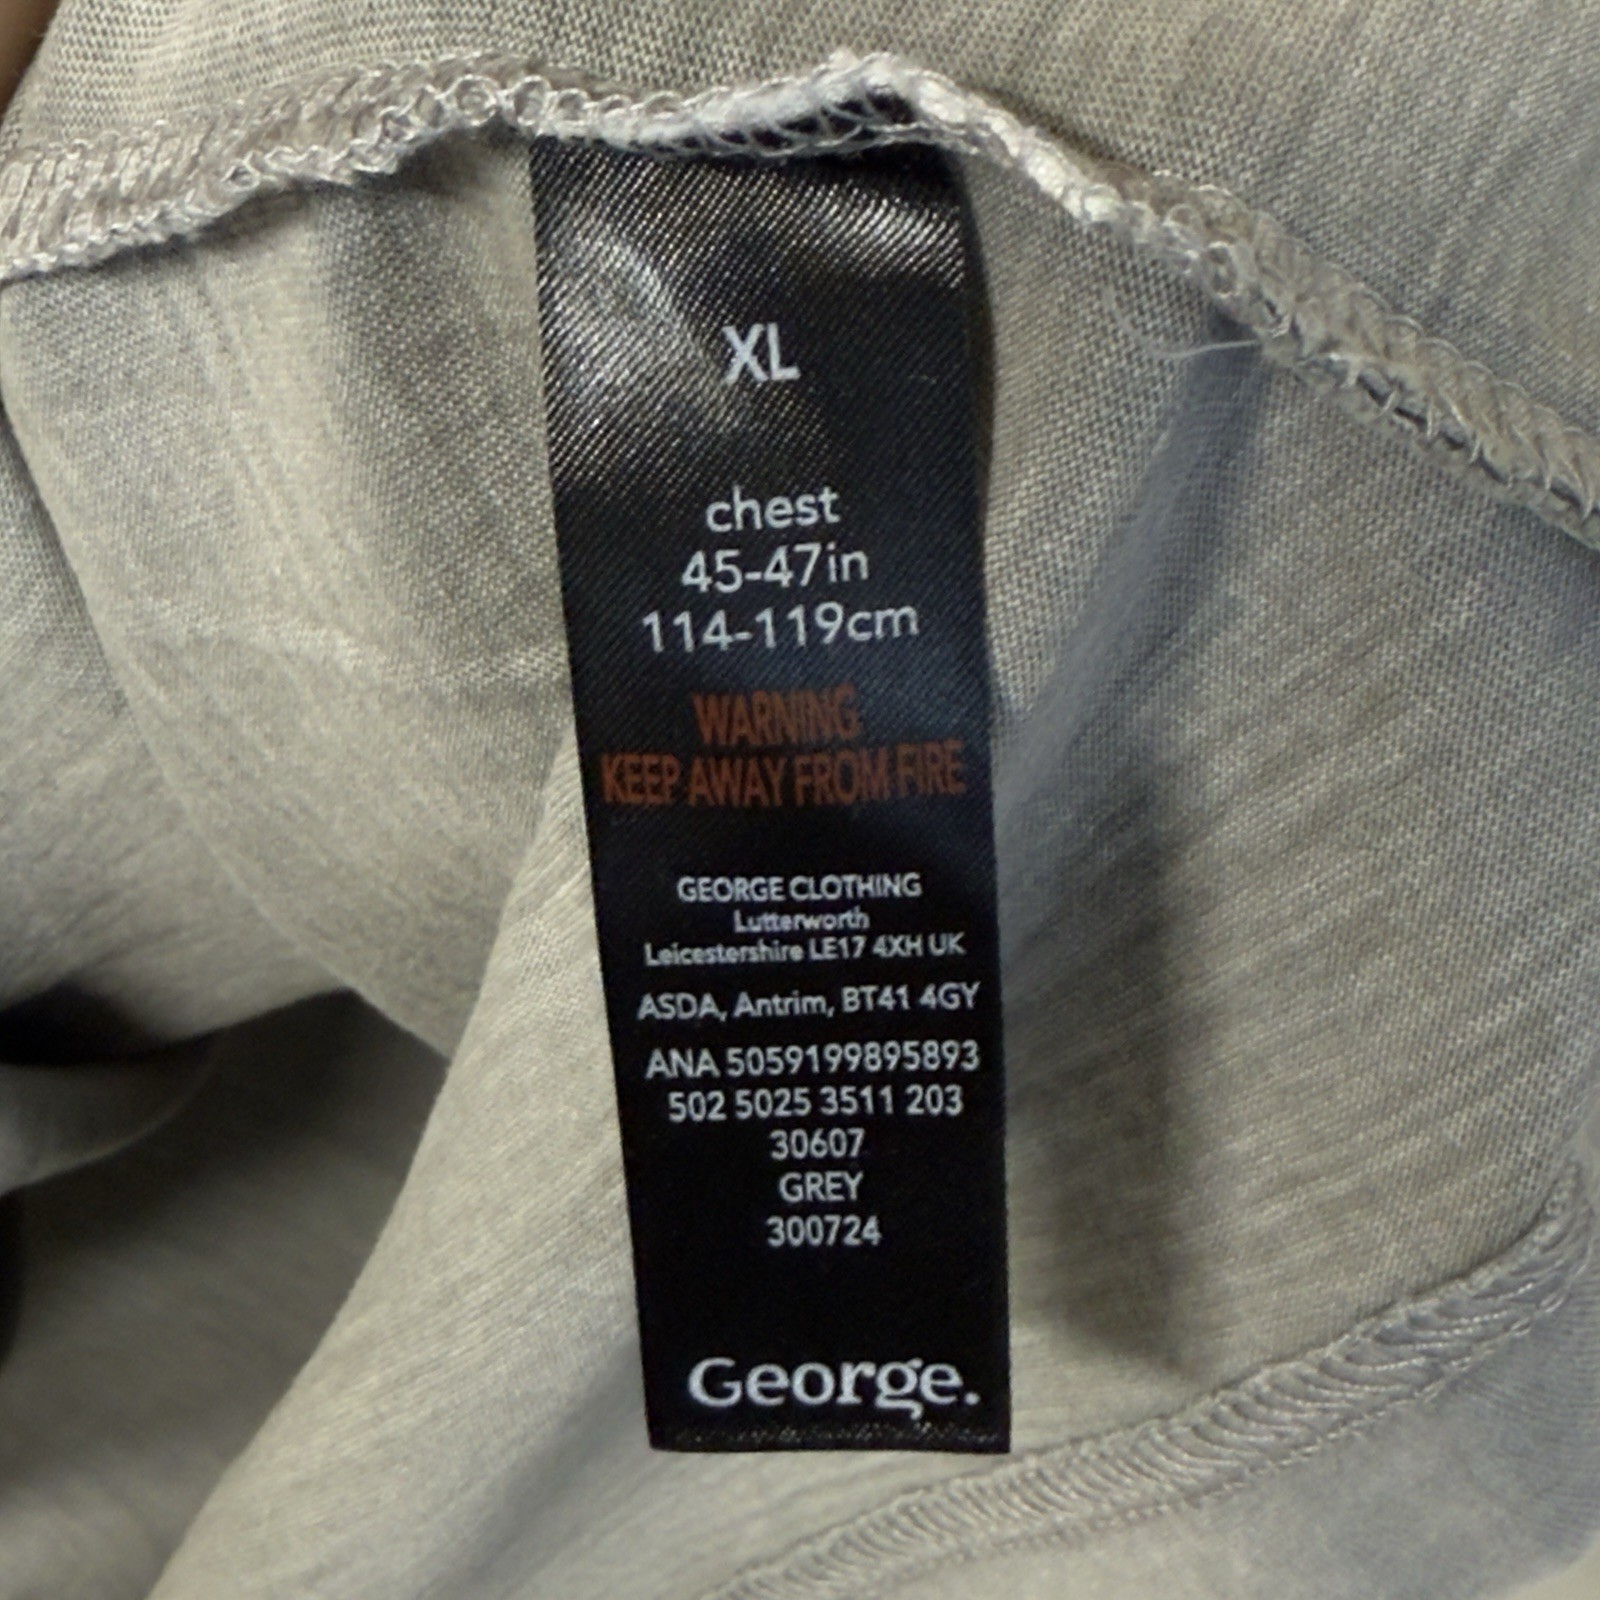 XL
chest
45-47in
114-119cm
WARNING
KEEP AWAY FROM FIRE
GEORGE CLOTHING
Lutterworth
Leicestershire LE17 4XH UK
ASDA, Antrim, BT41 4GY
ANA 5059199895893
502 5025 3511 203
30607
GREY
300724
George.